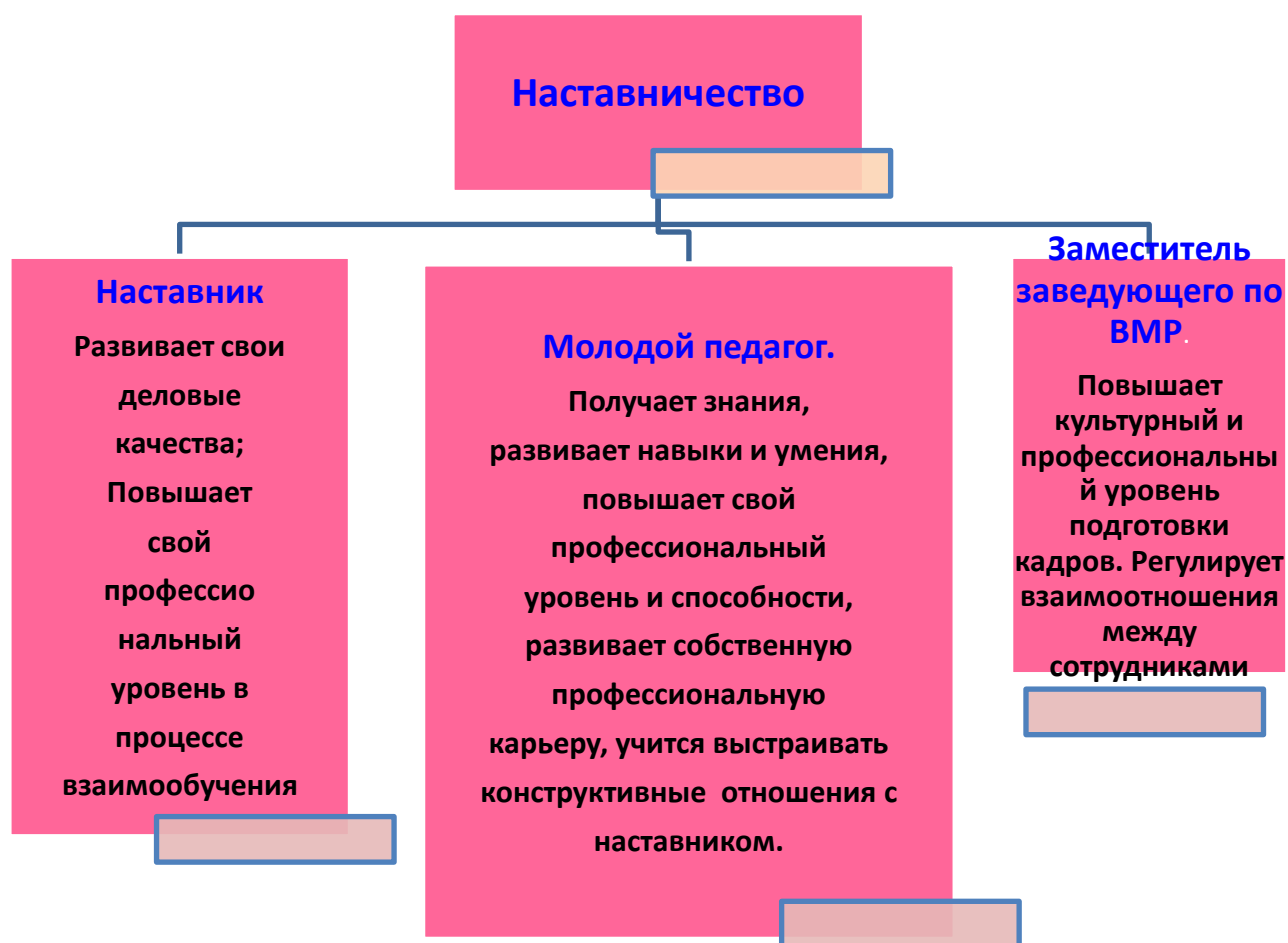 Наставничество
Наставник
Развивает свои
деловые
качества;
Повышает
свой
профессио
нальный
уровень в
процессе
взаимообучения
Молодой педагог.
Получает знания,
развивает навыки и умения,
повышает свой
профессиональный
уровень и способности,
развивает собственную
профессиональную
карьеру, учится выстраивать
конструктивные отношения с
наставником.
Заместитель
заведующего по
ВМР.
Повышает
культурный и
профессиональны
й уровень
подготовки
кадров. Регулирует
взаимоотношения
между
сотрудниками